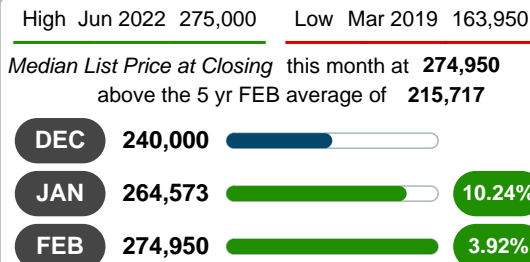 High Jun 2022 275,000 Low Mar 2019 163,950
Median List Price at Closing this month at 274,950
above the 5 yr FEB average of 215,717
DEC 240,000
JAN 264,573 10.24%
FEB 274,950 3.92%